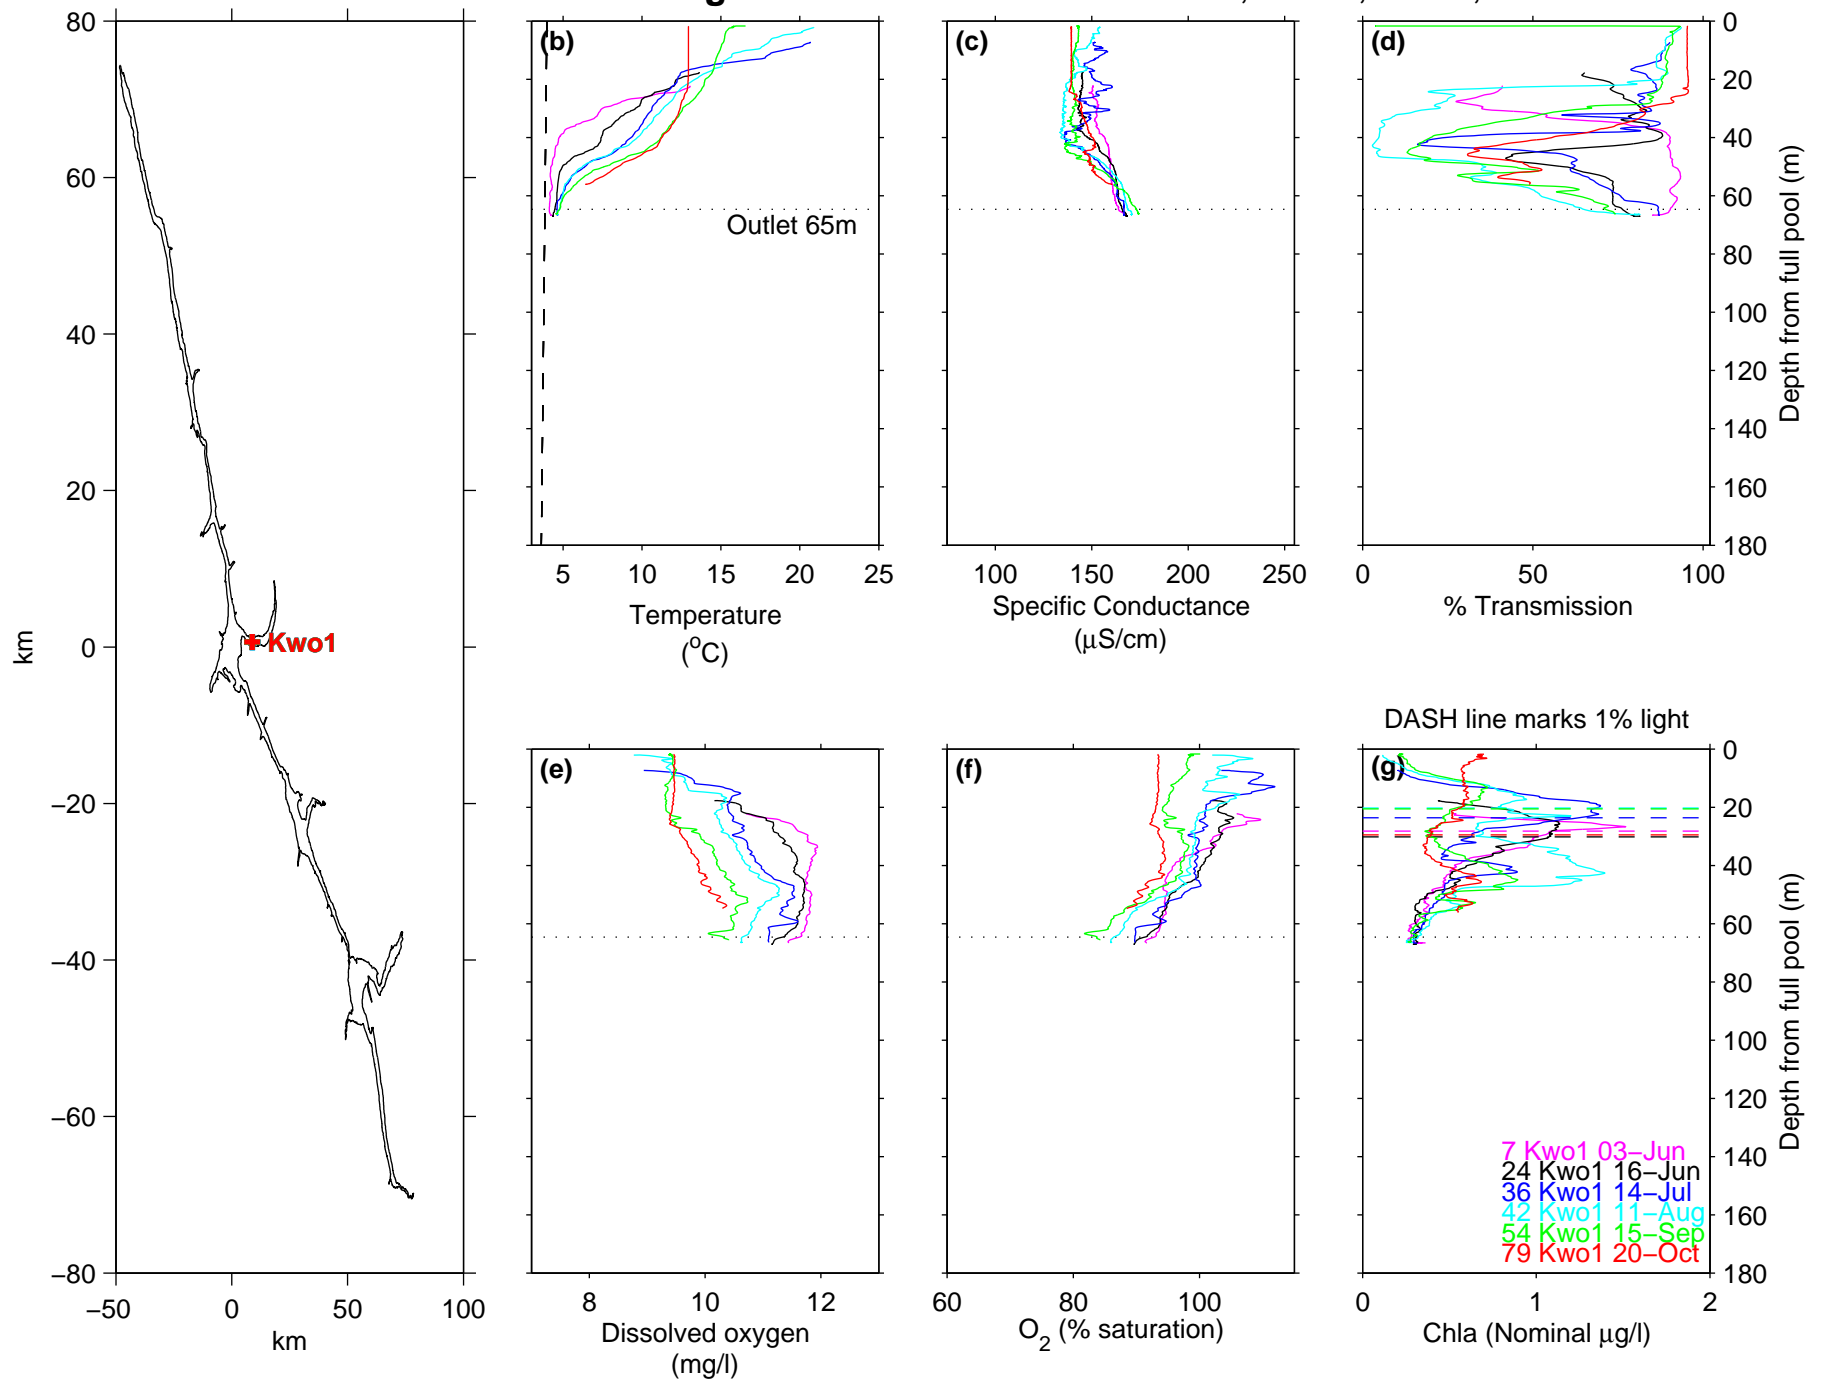 80
60
40
20
0
−20
−40
−60
−80
km
−50
0
50
100
km
Kwo1
(b)
Outlet 65m
5
10
15
20
25
Temperature
(°C)
(c)
100
150
200
250
Specific Conductance
(μS/cm)
(d)
0
50
100
% Transmission
0
20
40
60
80
100
120
140
160
180
Depth from full pool (m)
(e)
8
10
12
Dissolved oxygen
(mg/l)
(f)
60
80
100
O2 (% saturation)
DASH line marks 1% light
(g)
7 Kwo1 03−Jun
24 Kwo1 16−Jun
36 Kwo1 14−Jul
42 Kwo1 11−Aug
54 Kwo1 15−Sep
79 Kwo1 20−Oct
0
1
2
Chla (Nominal μg/l)
0
20
40
60
80
100
120
140
160
180
Depth from full pool (m)